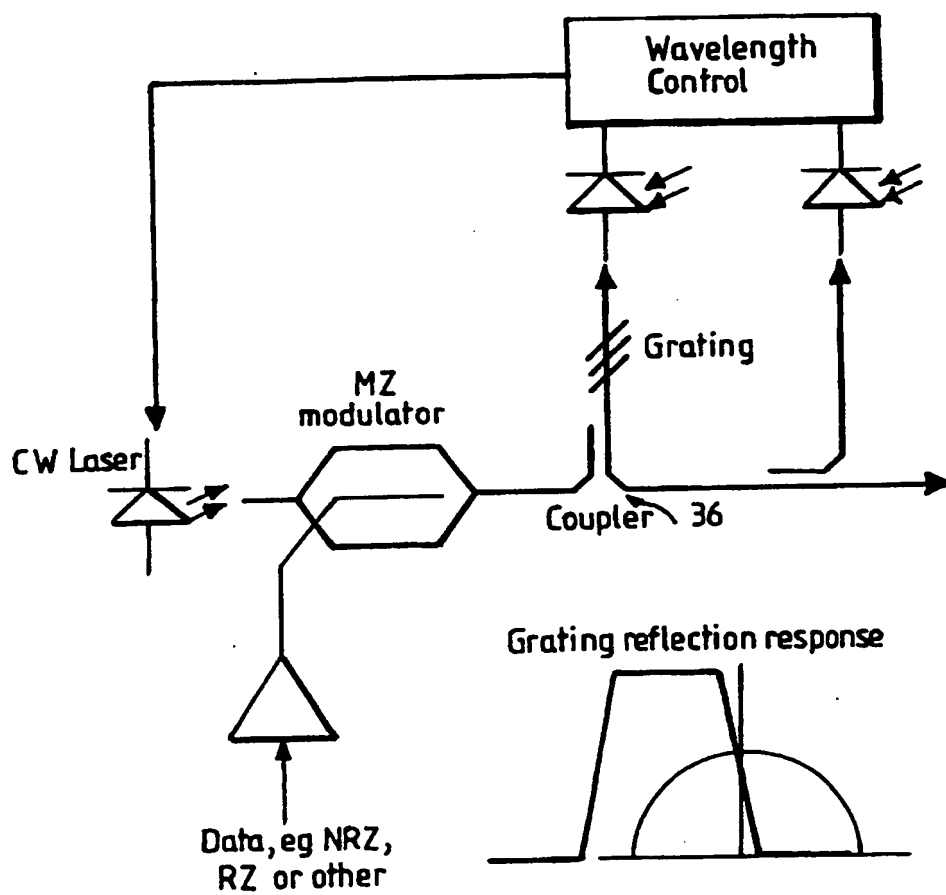 Wavelength
Control
Grating
MZ
modulator
CW Laser
Coupler 36
Grating reflection response
Data, eg NRZ,
RZ or other